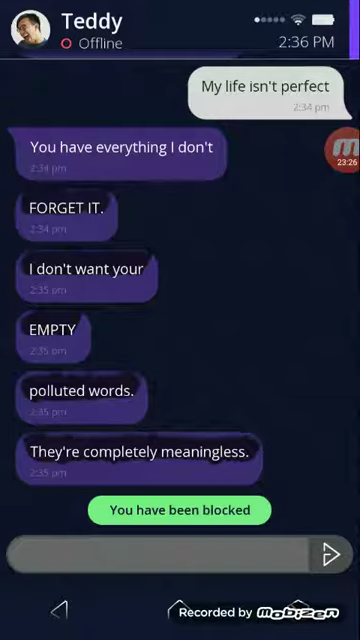 Teddy
Offline
2:36 PM
My life isn't perfect
2:34 pm
You have everything I don't
2:34 pm
23:26
FORGET IT.
2:34 pm
I don't want your
2:35 pm
EMPTY
2:35 pm
polluted words.
2:35 pm
They're completely meaningless.
2:35 pm
You have been blocked
Recorded by Mobizen